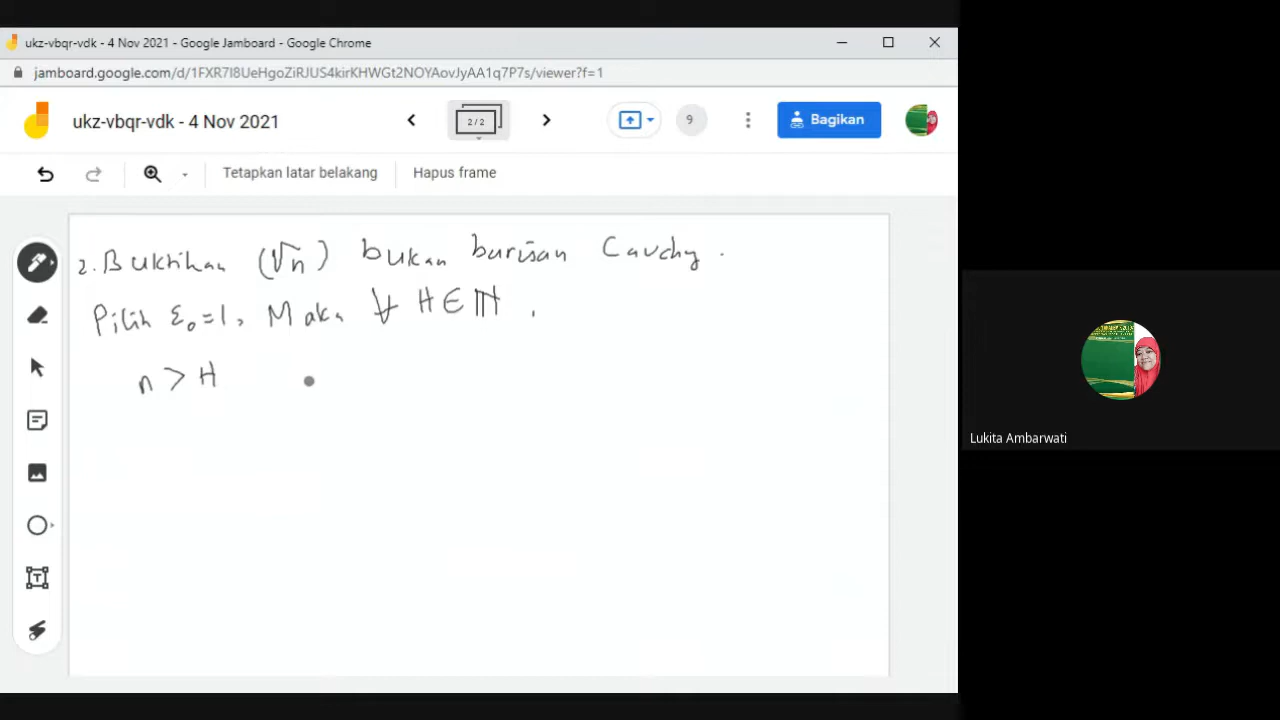 ukz-vbqr-vdk - 4 Nov 2021 - Google Jamboard - Google Chrome
jamboard.google.com/d/1FXR7I8UeHgoZiRJUS4kirKHWGt2NOYAovJyAA1q7P7s/viewer?f=1
ukz-vbqr-vdk - 4 Nov 2021
2/2
9
Bagikan
Tetapkan latar belakang
Hapus frame
2. Buktikan (√n) bukan barisan Cauchy.
Pilih ε₀=1, Maka ∀ H∈ℕ,
n > H
Lukita Ambarwati